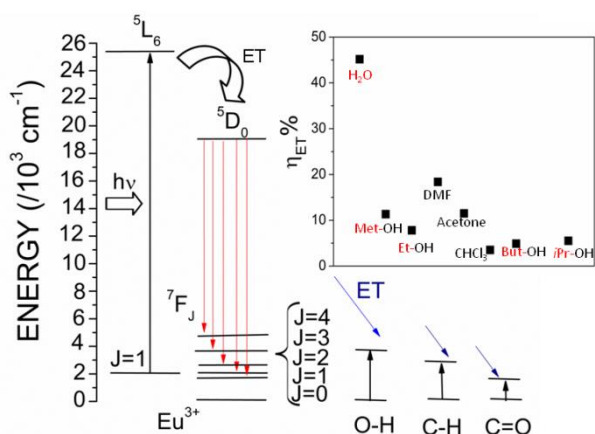 ⁵L₆
ET
⁵D₀
hν
⁷F_J
J=1
ENERGY (/10³ cm⁻¹)
26
24
22
20
18
16
14
12
10
8
6
4
2
0
Eu³⁺
J=4
J=3
J=2
J=1
J=0
η_ET%
50
40
30
20
10
0
H₂O
DMF
Met-OH
Acetone
Et-OH
CHCl₃
But-OH
iPr-OH
ET
O-H
C-H
C=O